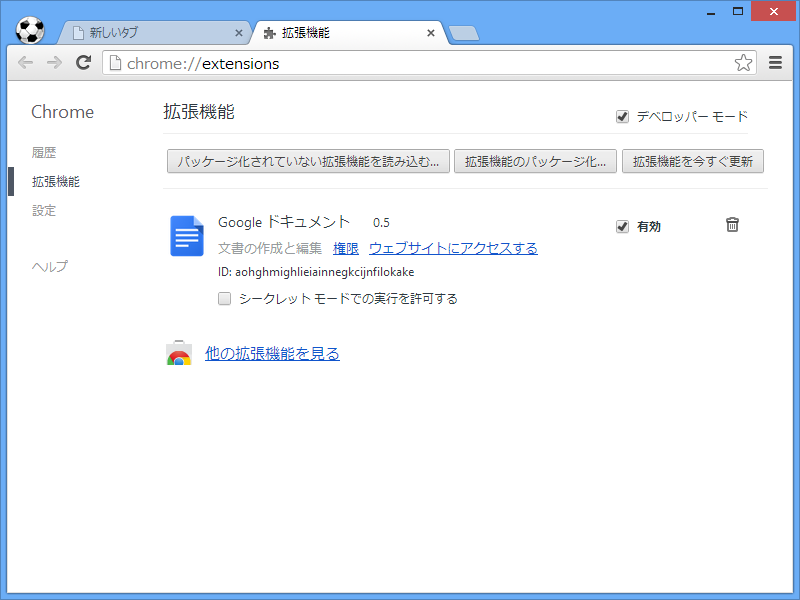 新しいタブ 拡張機能
chrome://extensions
Chrome
履歴
拡張機能
設定
ヘルプ
拡張機能 デベロッパー モード
パッケージ化されていない拡張機能を読み込む... 拡張機能のパッケージ化... 拡張機能を今すぐ更新
Google ドキュメント 0.5 有効
文書の作成と編集 権限 ウェブサイトにアクセスする
ID: aohghmighlieiainnegkcijnfilokake
シークレット モードでの実行を許可する
他の拡張機能を見る